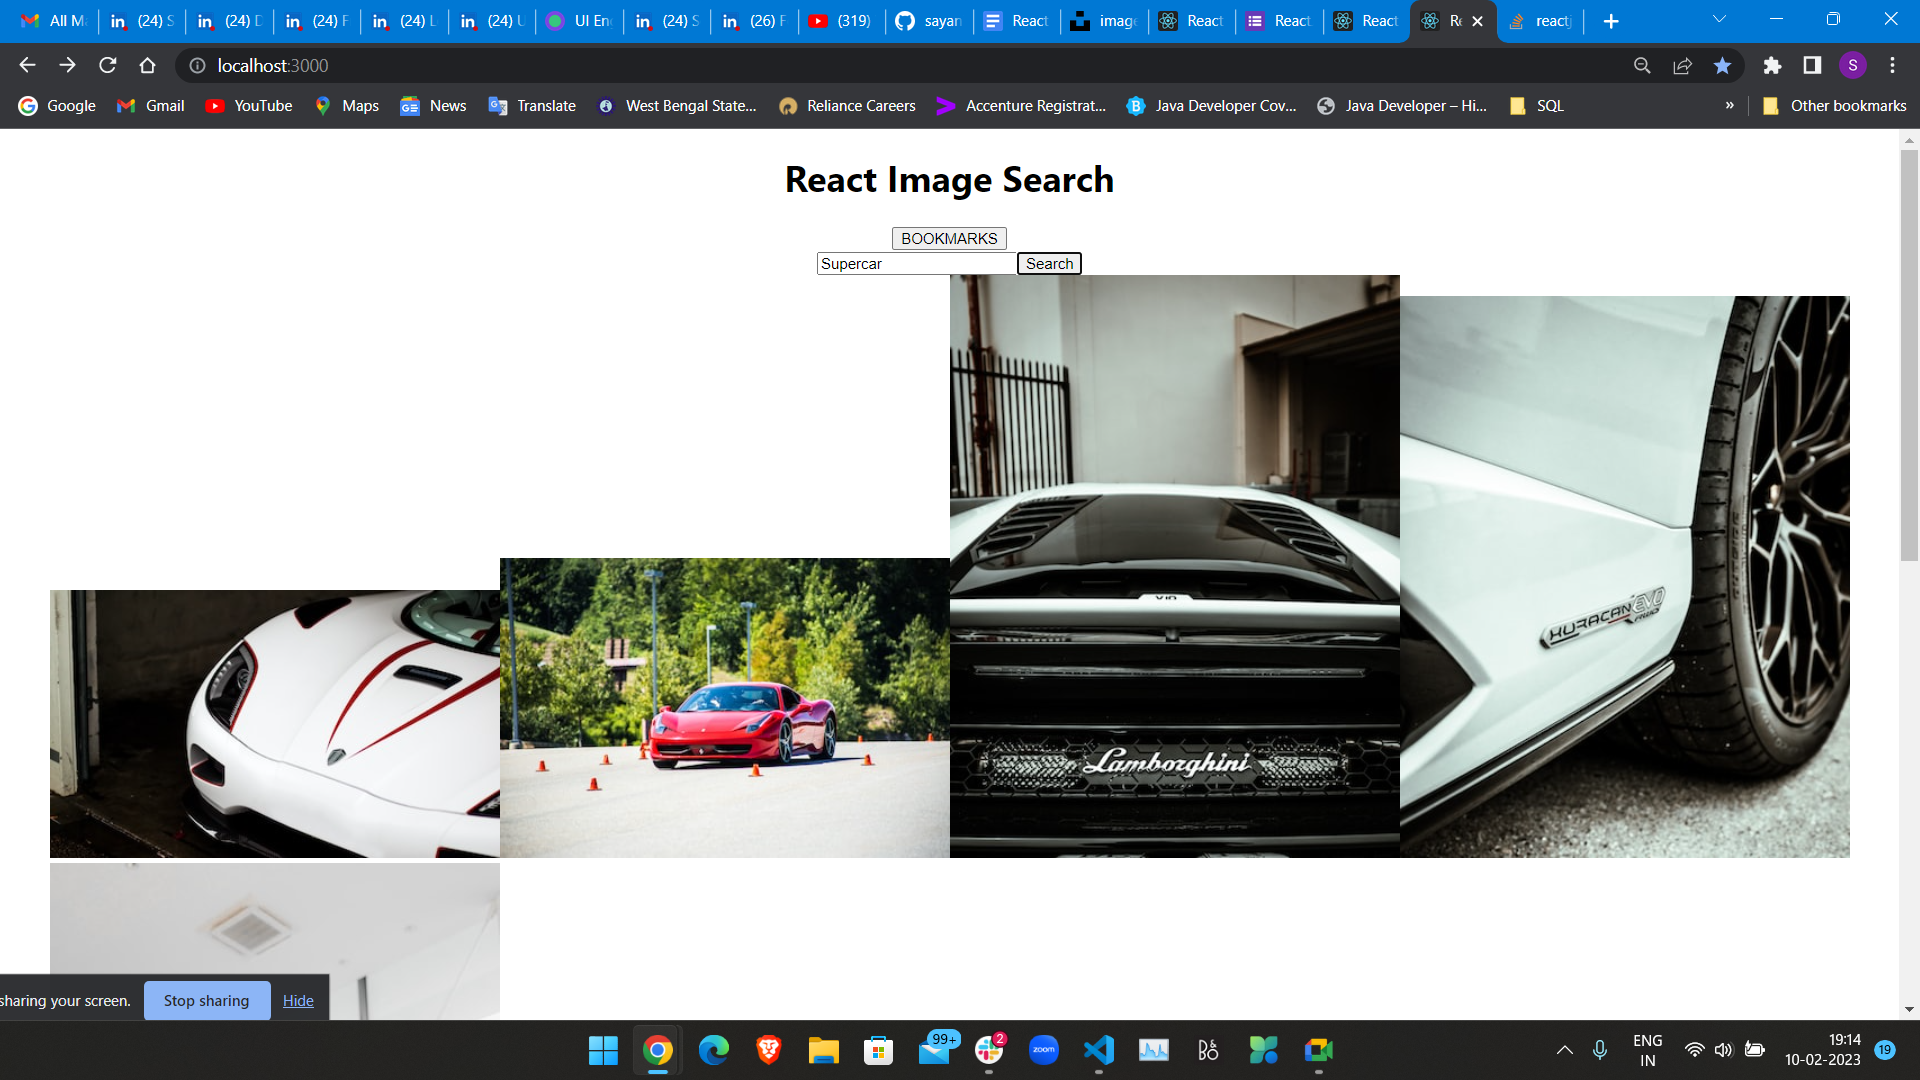 All Ma
(24) S
(24) D
(24) F
(24) L
(24) U
UI En
(24) S
(26) F
(319)
sayan
React
image
React
React
React
Re
reactj
localhost:3000
S
Google
Gmail
YouTube
Maps
News
Translate
West Bengal State...
Reliance Careers
Accenture Registrat...
Java Developer Cov...
Java Developer – Hi...
SQL
»
Other bookmarks
React Image Search
BOOKMARKS
Supercar
Search
HURACAN EVO
V10
Lamborghini
sharing your screen.
Stop sharing
Hide
99+
2
zoom
ENG
IN
19:14
10-02-2023
19